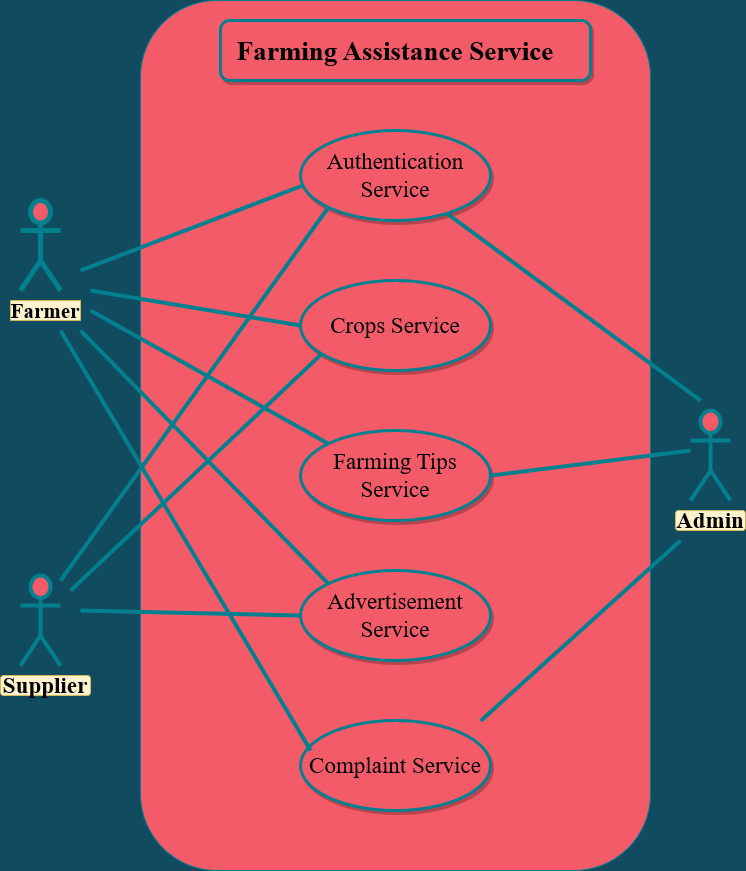 Farming Assistance Service
Authentication
Service
Farmer
Crops Service
Farming Tips
Service
Admin
Advertisement
Service
Supplier
Complaint Service